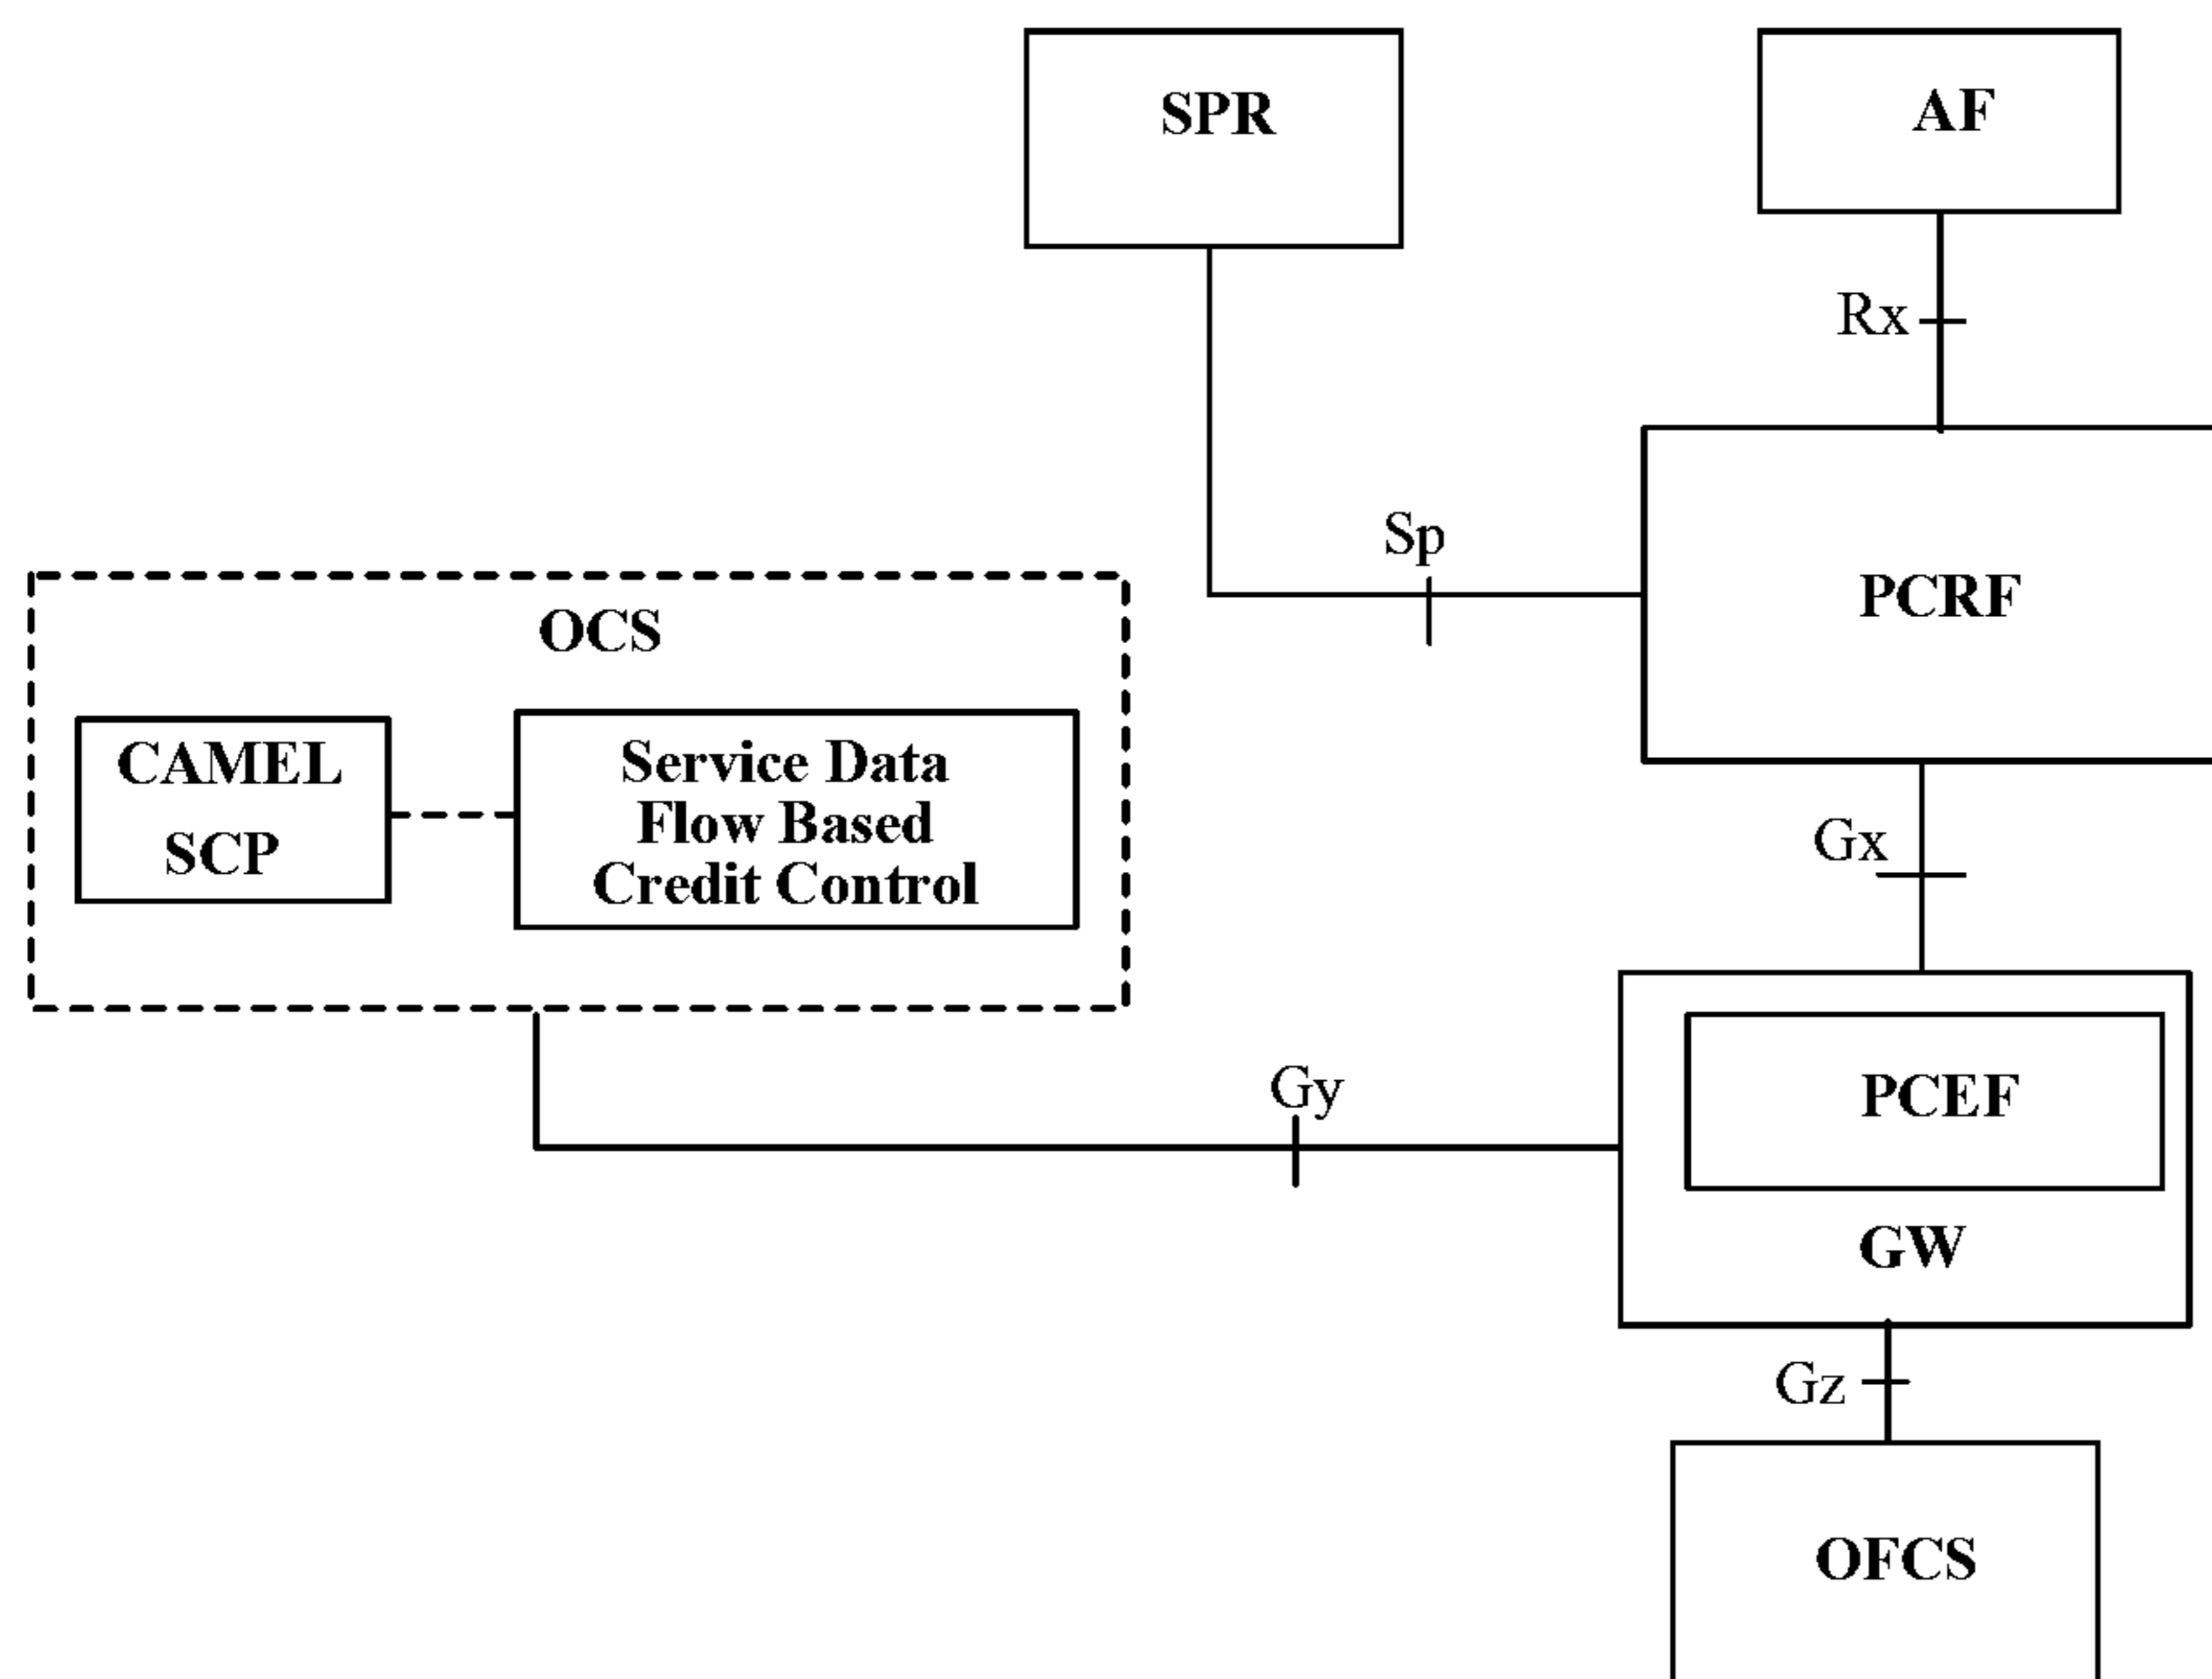 SPR
AF
Rx
Sp
PCRF
OCS
CAMEL
SCP
Service Data
Flow Based
Credit Control
Gx
PCEF
Gy
GW
Gz
OFCS